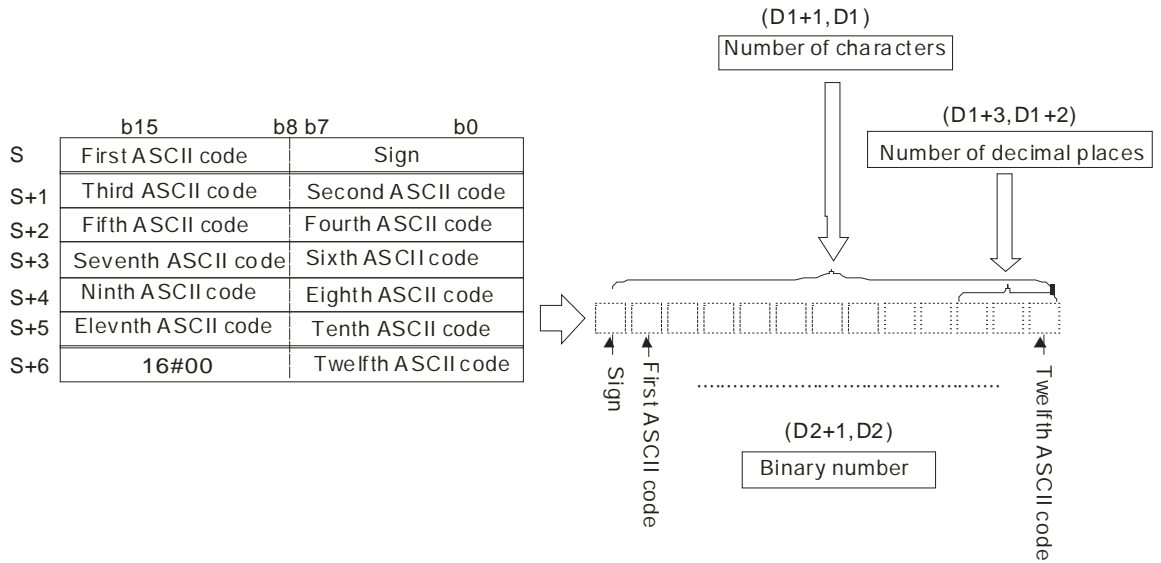 (D1+1,D1)
Number of characters
(D1+3,D1+2)
Number of decimal places
b15 b8 b7 b0
S First ASCII code Sign
S+1 Third ASCII code Second ASCII code
S+2 Fifth ASCII code Fourth ASCII code
S+3 Seventh ASCII code Sixth ASCII code
S+4 Ninth ASCII code Eighth ASCII code
S+5 Elevnth ASCII code Tenth ASCII code
S+6 16#00 Twelfth ASCII code
Sign
First ASCII code
Twelfth ASCII code
(D2+1,D2)
Binary number